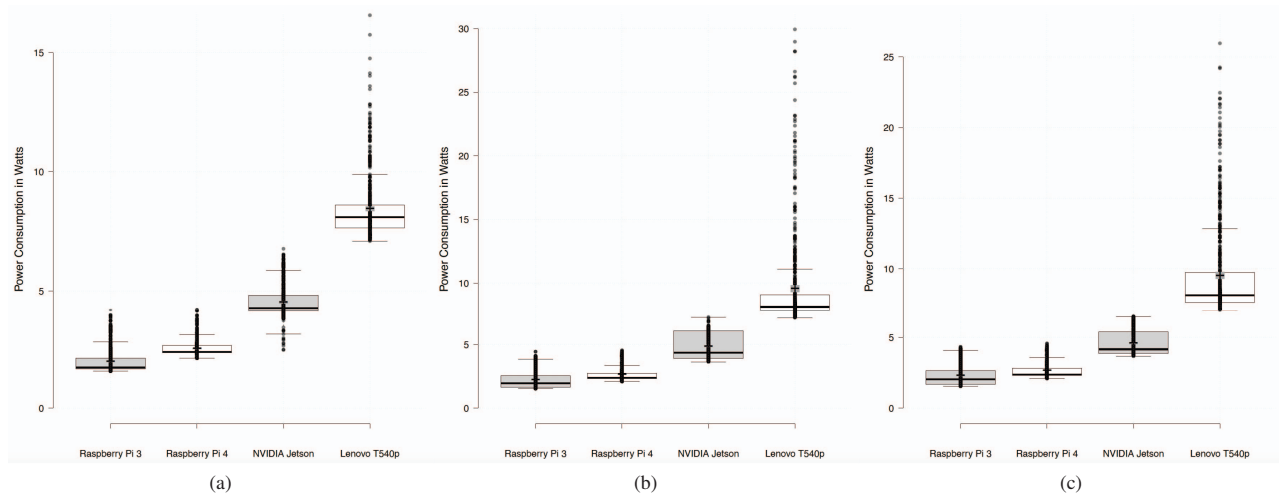 Power Consumption in Watts
15
10
5
0
Raspberry Pi 3 Raspberry Pi 4 NVIDIA Jetson Lenovo T540p
(a)
Power Consumption in Watts
30
25
20
15
10
5
0
Raspberry Pi 3 Raspberry Pi 4 NVIDIA Jetson Lenovo T540p
(b)
Power Consumption in Watts
25
20
15
10
5
0
Raspberry Pi 3 Raspberry Pi 4 NVIDIA Jetson Lenovo T540p
(c)